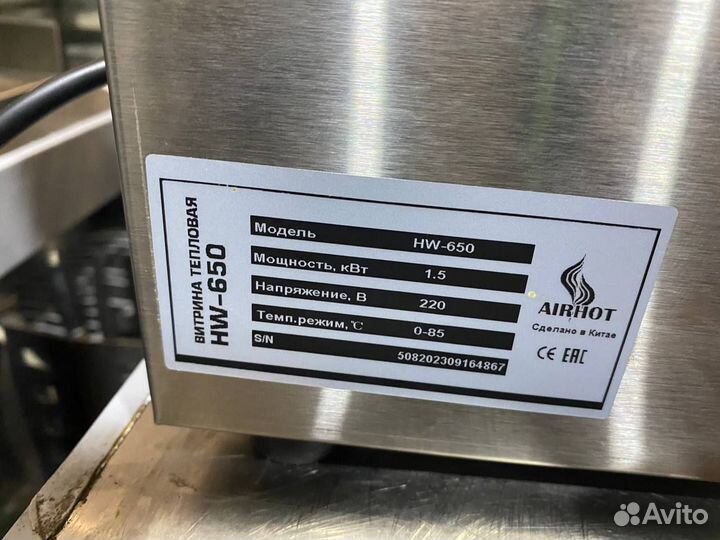 ВИТРИНА ТЕПЛОВАЯ
HW-650
Модель HW-650
Мощность, кВт 1.5
Напряжение, В 220
Темп.режим,℃ 0-85
S/N 508202309164867
AIRHOT
Сделано в Китае
CE EAC
Avito